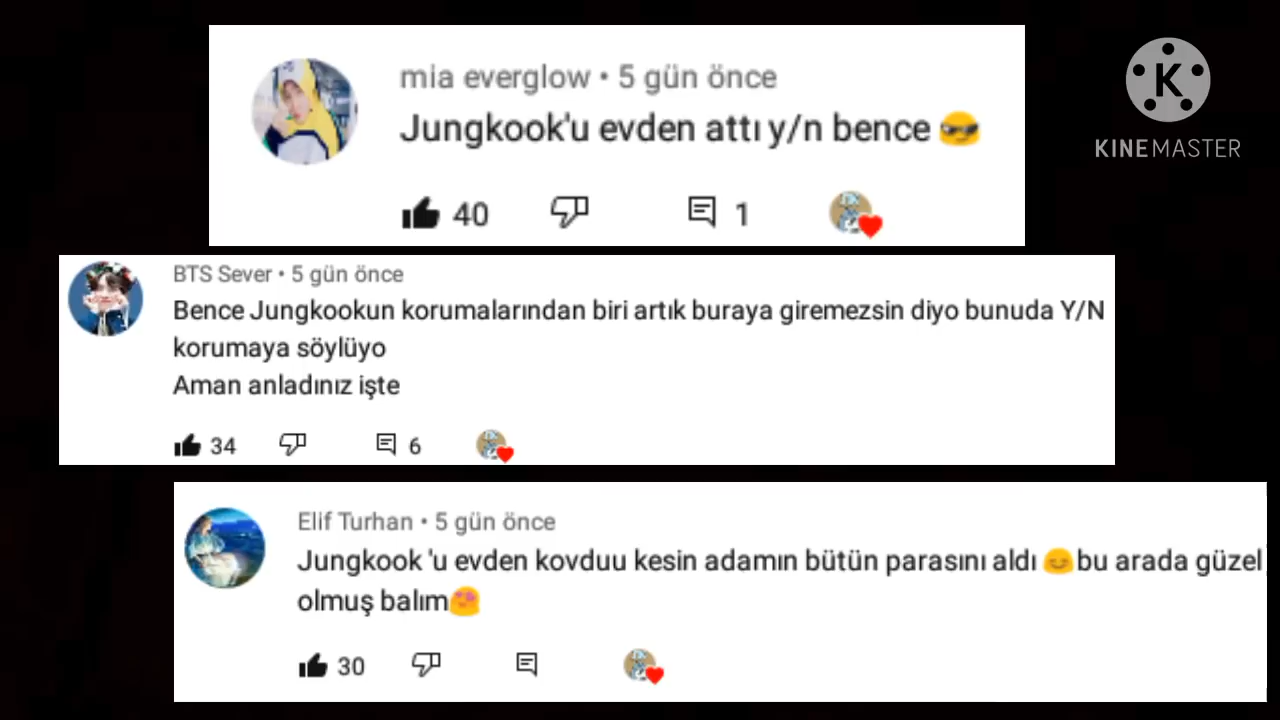 mia everglow • 5 gün önce
Jungkook'u evden attı y/n bence 😎
40
1
K
KINEMASTER
BTS Sever • 5 gün önce
Bence Jungkookun korumalarından biri artık buraya giremezsin diyo bunuda Y/N
korumaya söylüyo
Aman anladınız işte
34
6
Elif Turhan • 5 gün önce
Jungkook 'u evden kovduu kesin adamın bütün parasını aldı 😊 bu arada güzel
olmuş balım😍
30